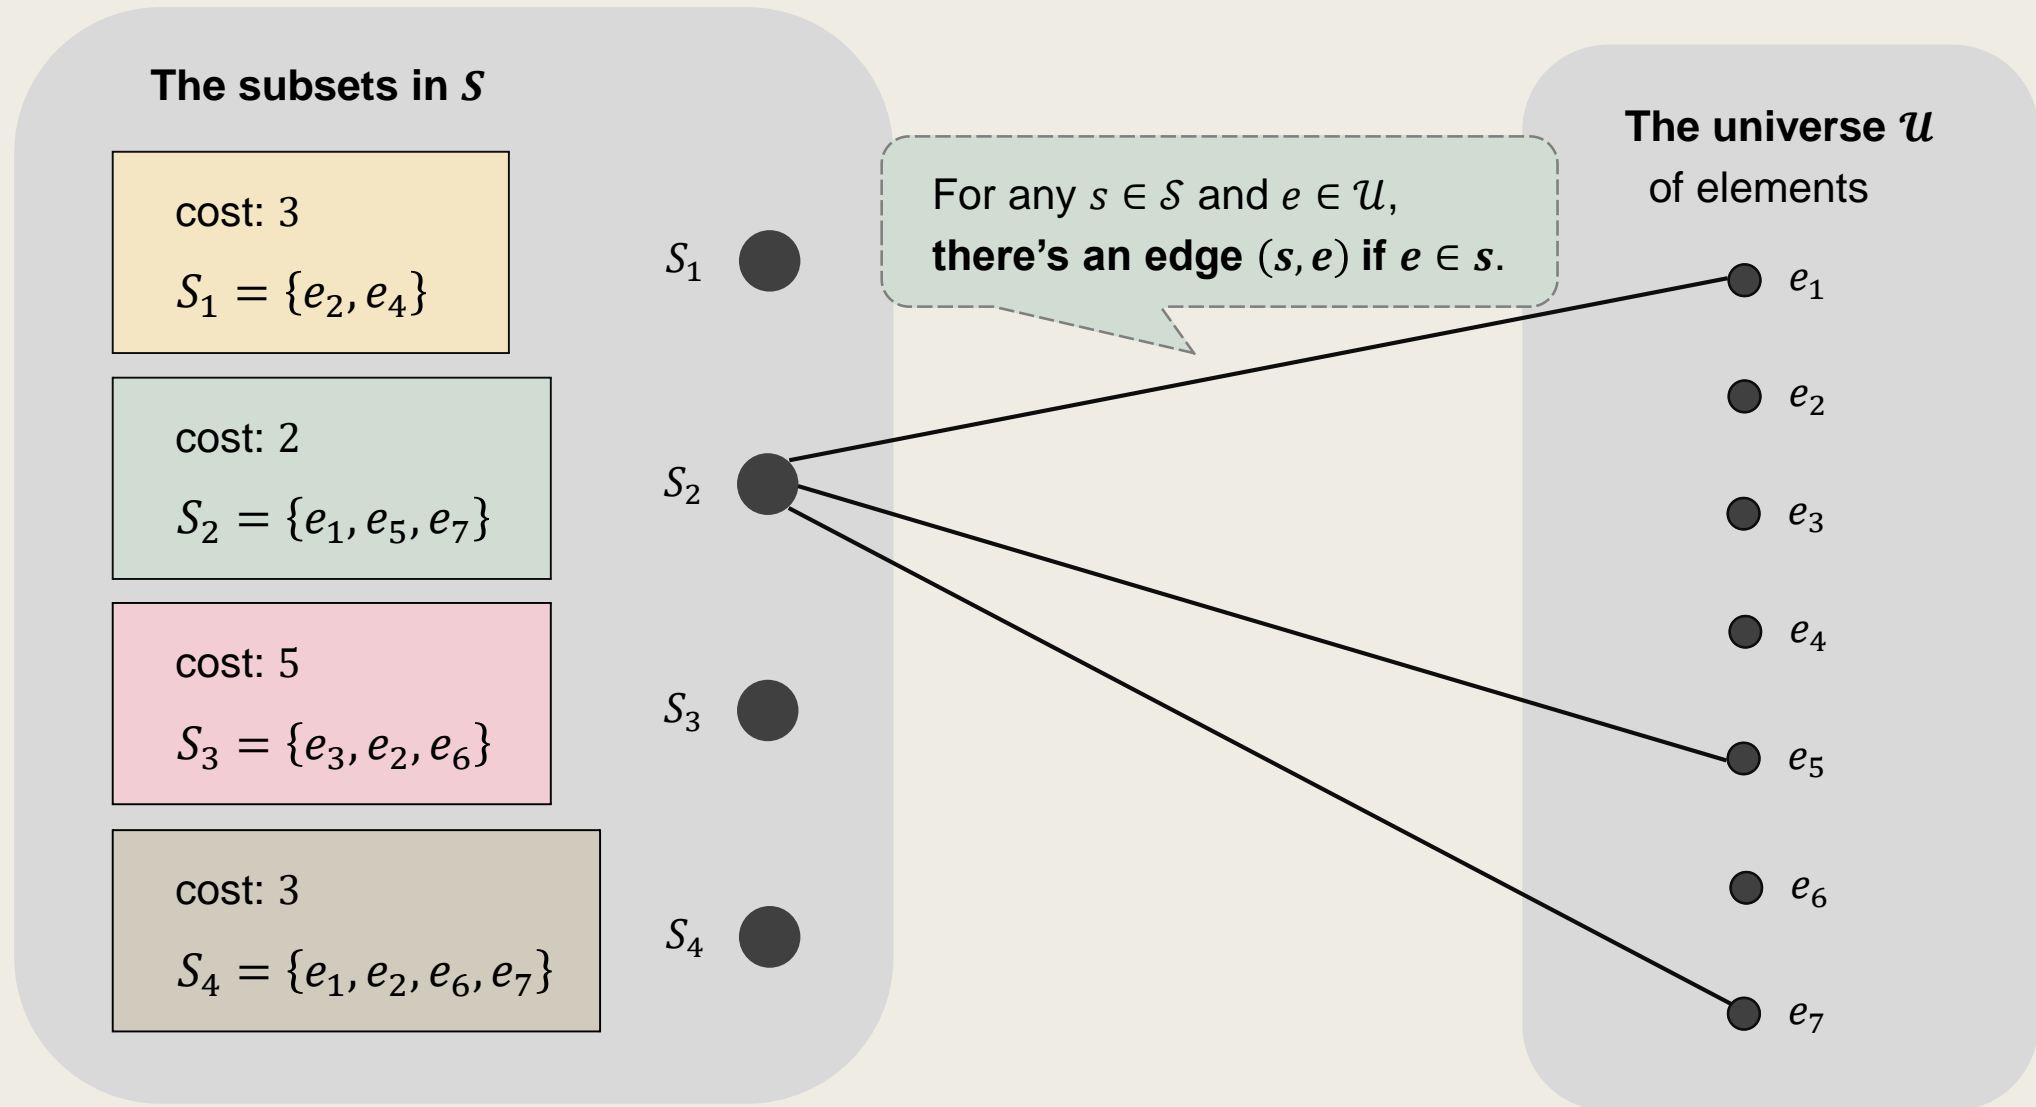 The subsets in 𝑺
cost: 3
𝑆₁ = {𝑒₂, 𝑒₄}
cost: 2
𝑆₂ = {𝑒₁, 𝑒₅, 𝑒₇}
cost: 5
𝑆₃ = {𝑒₃, 𝑒₂, 𝑒₆}
cost: 3
𝑆₄ = {𝑒₁, 𝑒₂, 𝑒₆, 𝑒₇}
𝑆₁
𝑆₂
𝑆₃
𝑆₄
For any 𝑠 ∈ 𝒮 and 𝑒 ∈ 𝒰,
there’s an edge (𝒔, 𝒆) if 𝒆 ∈ 𝒔.
The universe 𝓤
of elements
𝑒₁
𝑒₂
𝑒₃
𝑒₄
𝑒₅
𝑒₆
𝑒₇